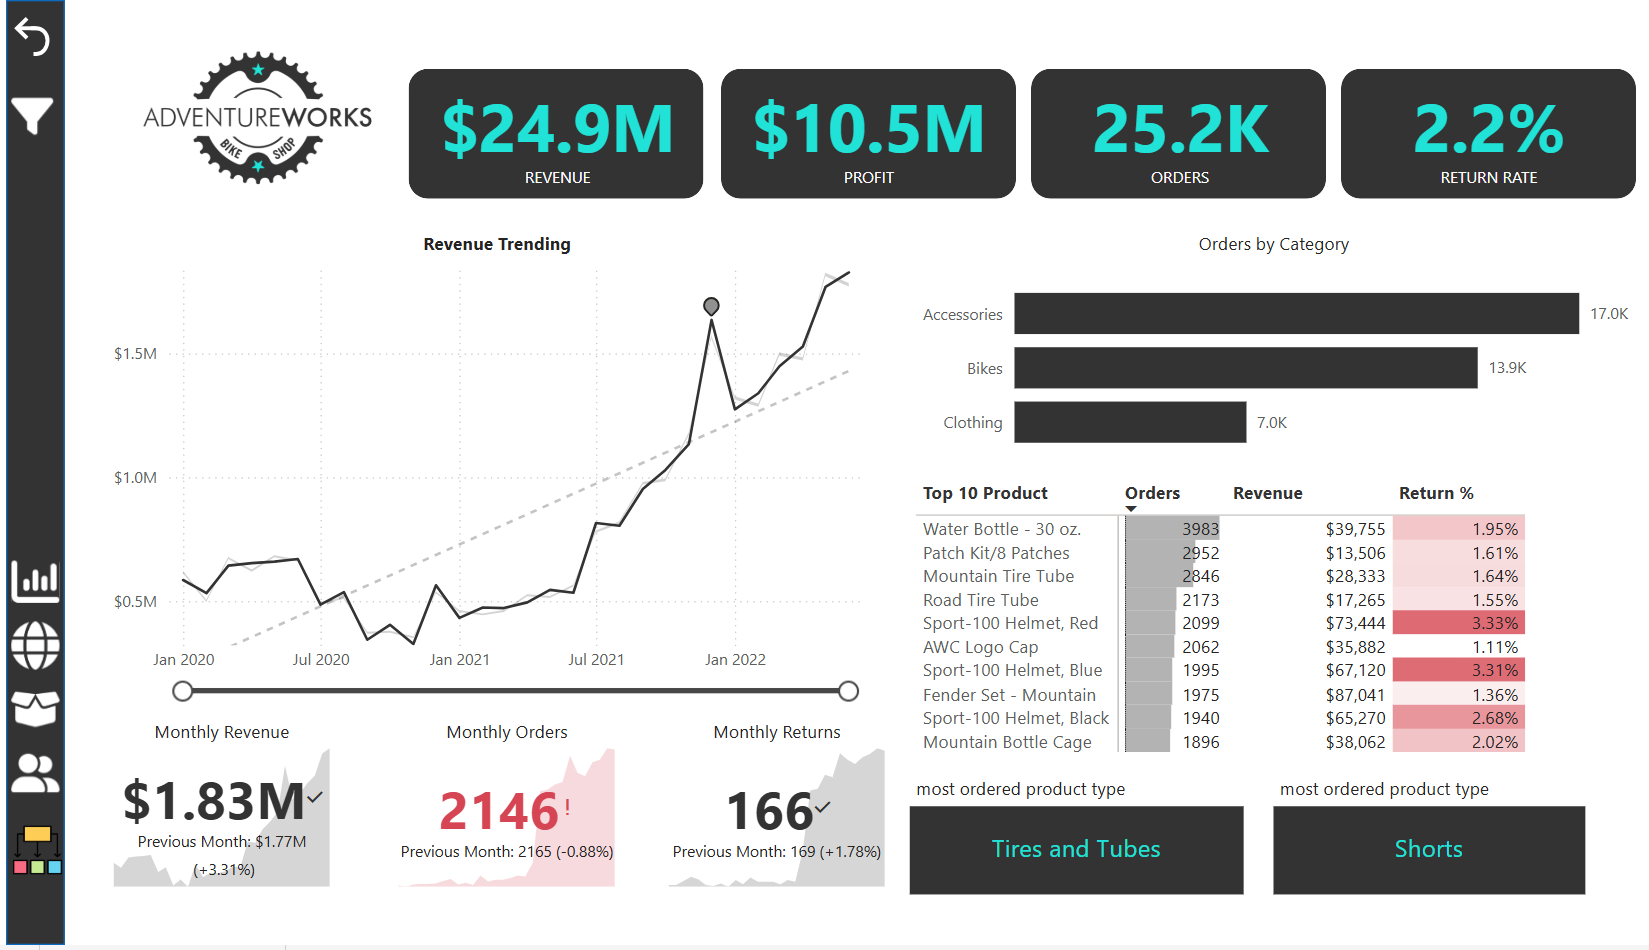 ADVENTUREWORKS
BIKE SHOP
$24.9M
REVENUE
$10.5M
PROFIT
25.2K
ORDERS
2.2%
RETURN RATE
Revenue Trending
$1.5M
$1.0M
$0.5M
Jan 2020 Jul 2020 Jan 2021 Jul 2021 Jan 2022
Orders by Category
Accessories 17.0K
Bikes 13.9K
Clothing 7.0K
Top 10 Product Orders Revenue Return %
Water Bottle - 30 oz. 3983 $39,755 1.95%
Patch Kit/8 Patches 2952 $13,506 1.61%
Mountain Tire Tube 2846 $28,333 1.64%
Road Tire Tube 2173 $17,265 1.55%
Sport-100 Helmet, Red 2099 $73,444 3.33%
AWC Logo Cap 2062 $35,882 1.11%
Sport-100 Helmet, Blue 1995 $67,120 3.31%
Fender Set - Mountain 1975 $87,041 1.36%
Sport-100 Helmet, Black 1940 $65,270 2.68%
Mountain Bottle Cage 1896 $38,062 2.02%
Monthly Revenue
$1.83M
Previous Month: $1.77M
(+3.31%)
Monthly Orders
2146!
Previous Month: 2165 (-0.88%)
Monthly Returns
166
Previous Month: 169 (+1.78%)
most ordered product type
Tires and Tubes
most ordered product type
Shorts